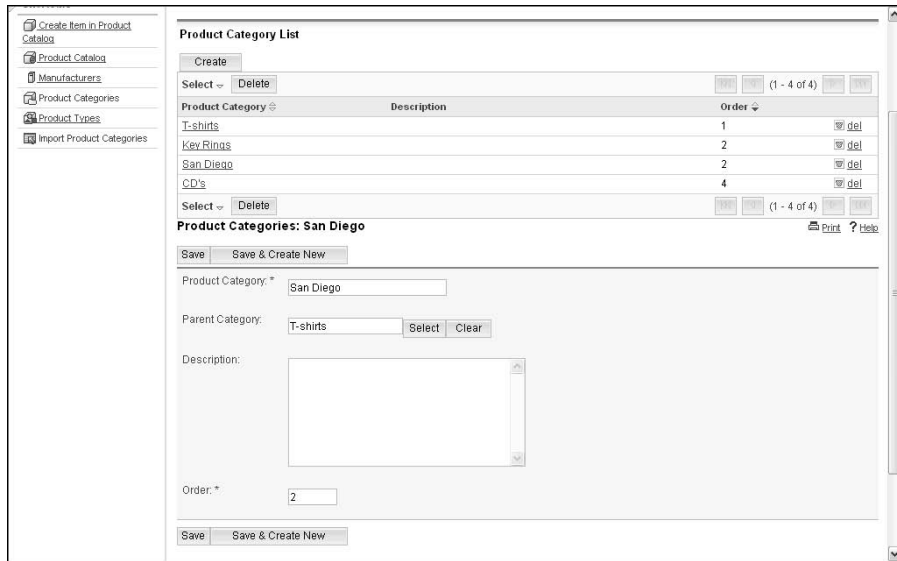 Create Item in Product
Catalog
Product Catalog
Manufacturers
Product Categories
Product Types
Import Product Categories
Product Category List
Create
Select Delete (1 - 4 of 4)
Product Category Description Order
T-shirts 1 del
Key Rings 2 del
San Diego 2 del
CD's 4 del
Select Delete (1 - 4 of 4)
Product Categories: San Diego Print ? Help
Save Save & Create New
Product Category: * San Diego
Parent Category: T-shirts Select Clear
Description:
Order: * 2
Save Save & Create New